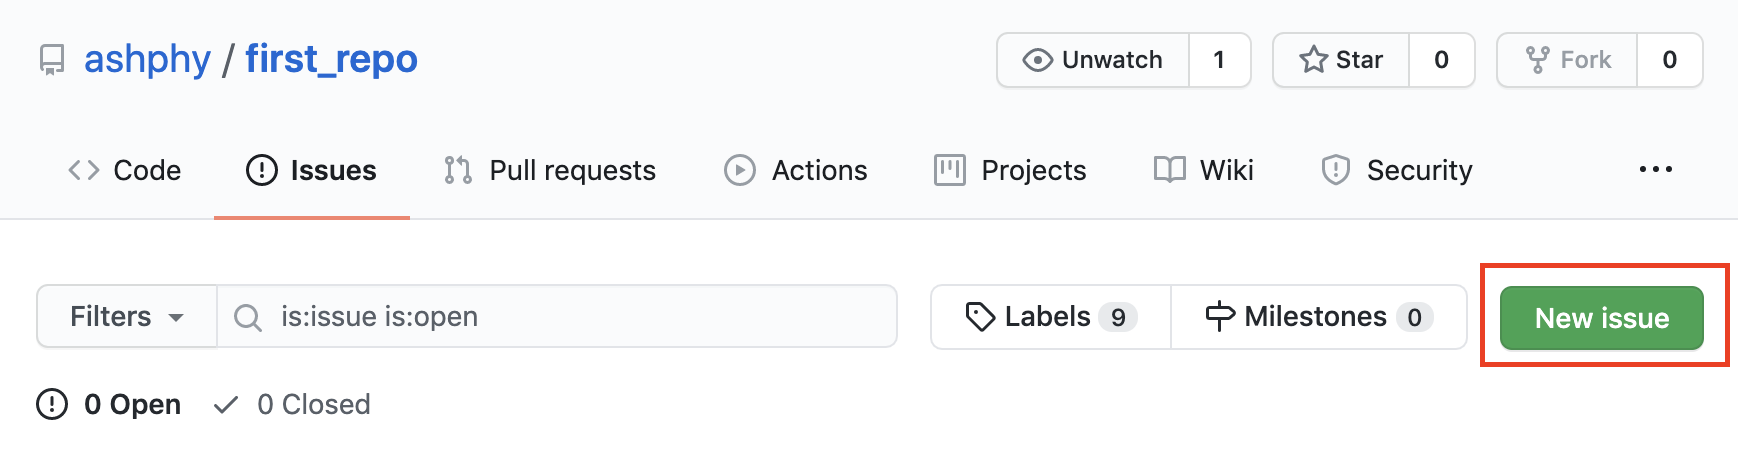 ashphy / first_repo
Unwatch 1 Star 0 Fork 0
Code Issues Pull requests Actions Projects Wiki Security ...
Filters is:issue is:open Labels 9 Milestones 0 New issue
0 Open 0 Closed